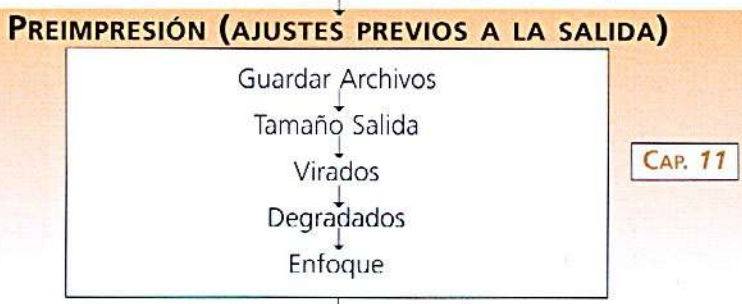 PREIMPRESIÓN (AJUSTES PREVIOS A LA SALIDA)
Guardar Archivos
Tamaño Salida
Virados
Degradados
Enfoque
CAP. 11